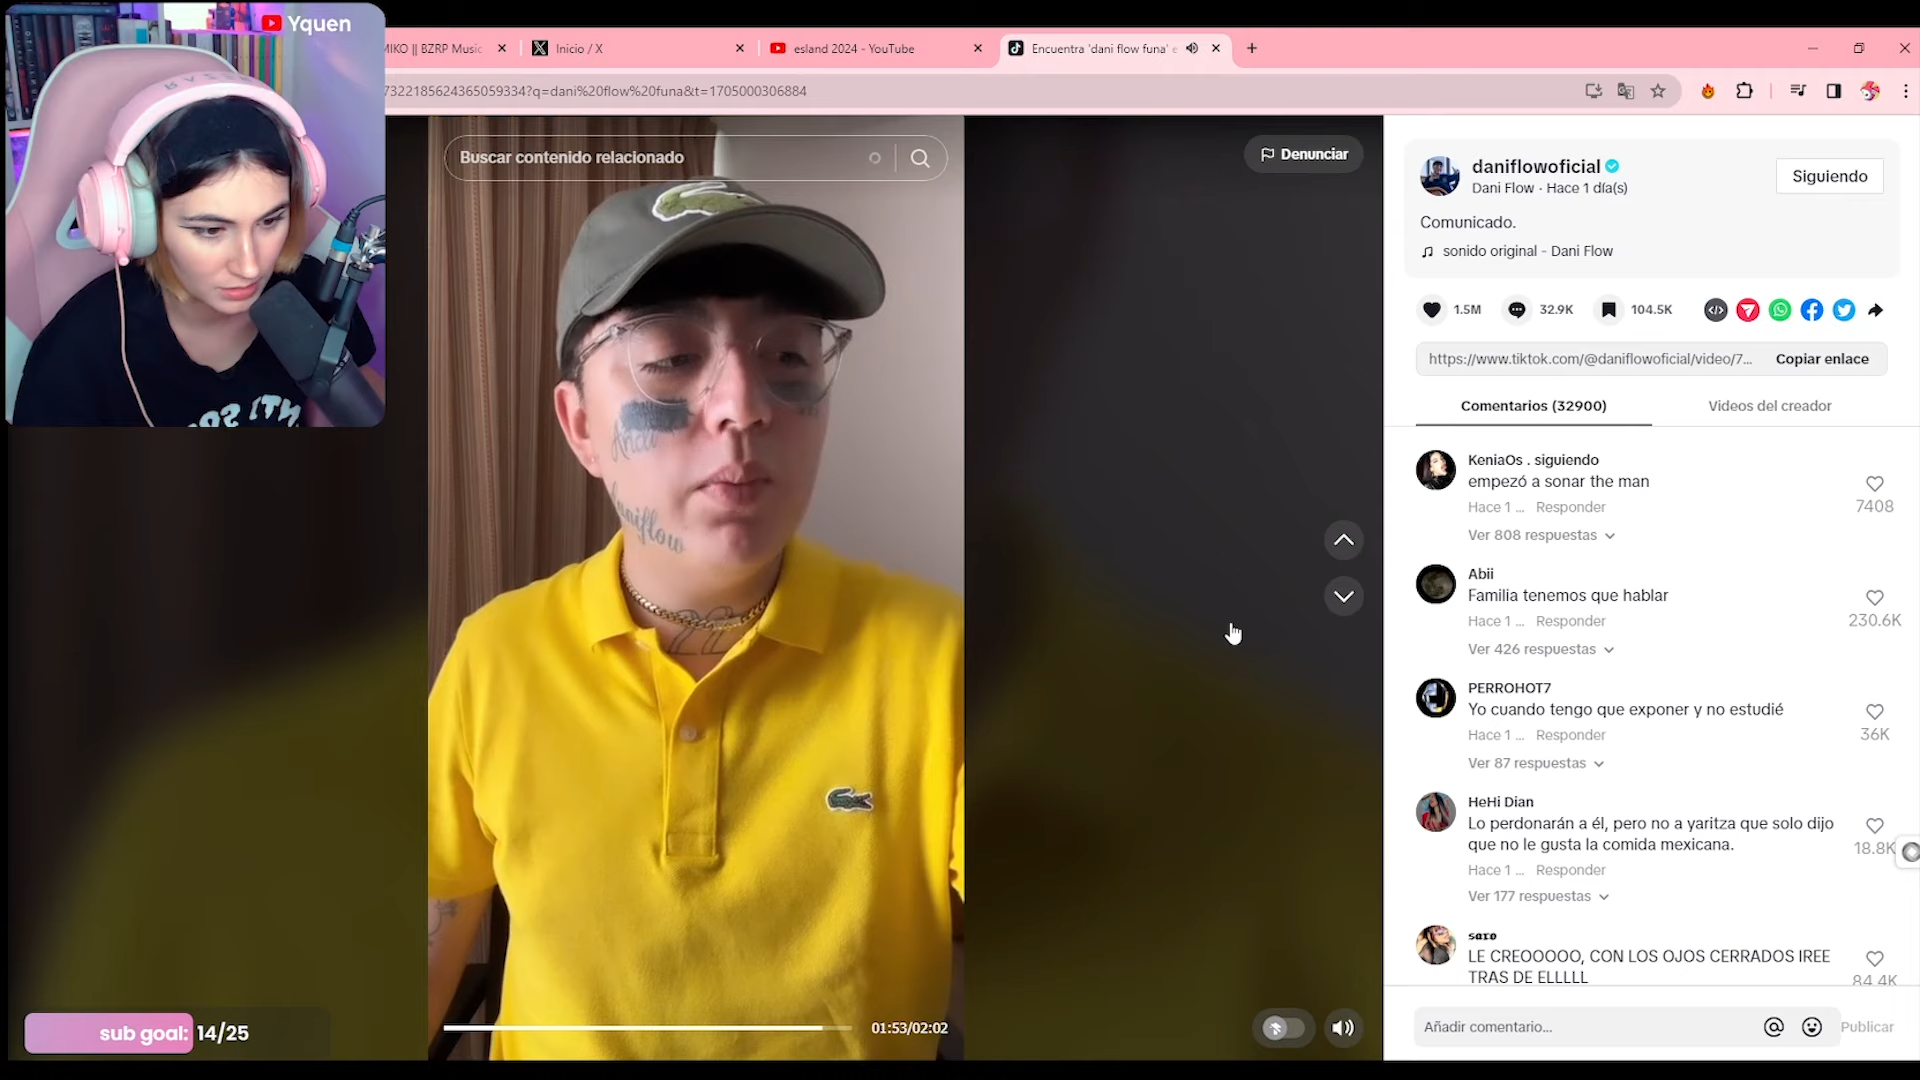 Yquen
MIKO || BZRP Music
Inicio / X
esland 2024 - YouTube
Encuentra 'dani flow funa' e
7322185624365059334?q=dani%20flow%20funa&t=1705000306884
RAZER
Buscar contenido relacionado
Denunciar
daniflowoficial
Dani Flow · Hace 1 día(s)
Siguiendo
Comunicado.
sonido original - Dani Flow
1.5M
32.9K
104.5K
https://www.tiktok.com/@daniflowoficial/video/7...
Copiar enlace
Comentarios (32900)
Videos del creador
KeniaOs . siguiendo
empezó a sonar the man
Hace 1 ... Responder
7408
Ver 808 respuestas
Abii
Familia tenemos que hablar
Hace 1 ... Responder
230.6K
Ver 426 respuestas
PERROHOT7
Yo cuando tengo que exponer y no estudié
Hace 1 ... Responder
36K
Ver 87 respuestas
HeHi Dian
Lo perdonarán a él, pero no a yaritza que solo dijo
que no le gusta la comida mexicana.
18.8K
Hace 1 ... Responder
Ver 177 respuestas
saro
LE CREOOOOO, CON LOS OJOS CERRADOS IREE
TRAS DE ELLLLL
84.4K
Añadir comentario...
Publicar
Daniflow
01:53/02:02
sub goal: 14/25